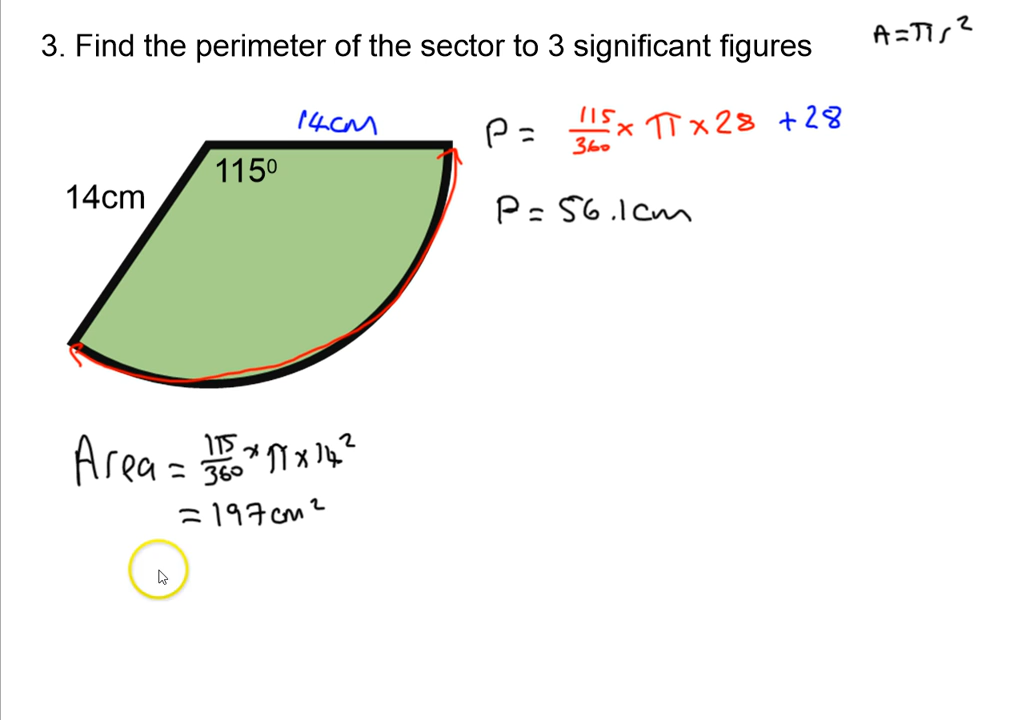 3. Find the perimeter of the sector to 3 significant figures
A = πr²
14cm
115⁰
14cm
P = 115/360 × π × 28 + 28
P = 56.1cm
Area = 115/360 × π × 14²
= 197cm²